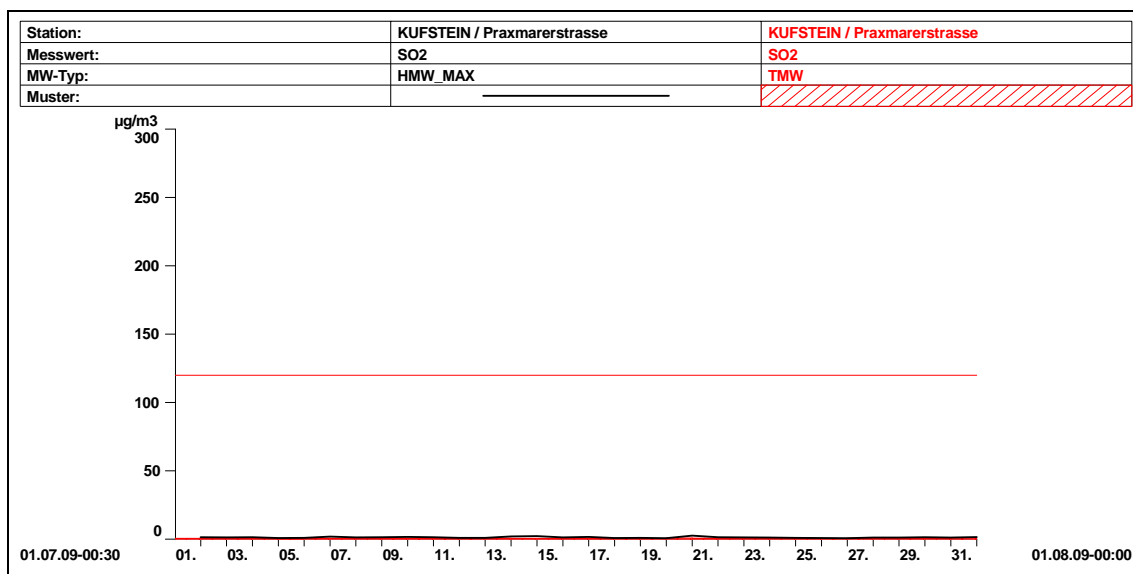 Station: KUFSTEIN / Praxmarerstrasse KUFSTEIN / Praxmarerstrasse
Messwert: SO2 SO2
MW-Typ: HMW_MAX TMW
Muster:
µg/m3
300
250
200
150
100
50
0
01.07.09-00:30 01. 03. 05. 07. 09. 11. 13. 15. 17. 19. 21. 23. 25. 27. 29. 31. 01.08.09-00:00